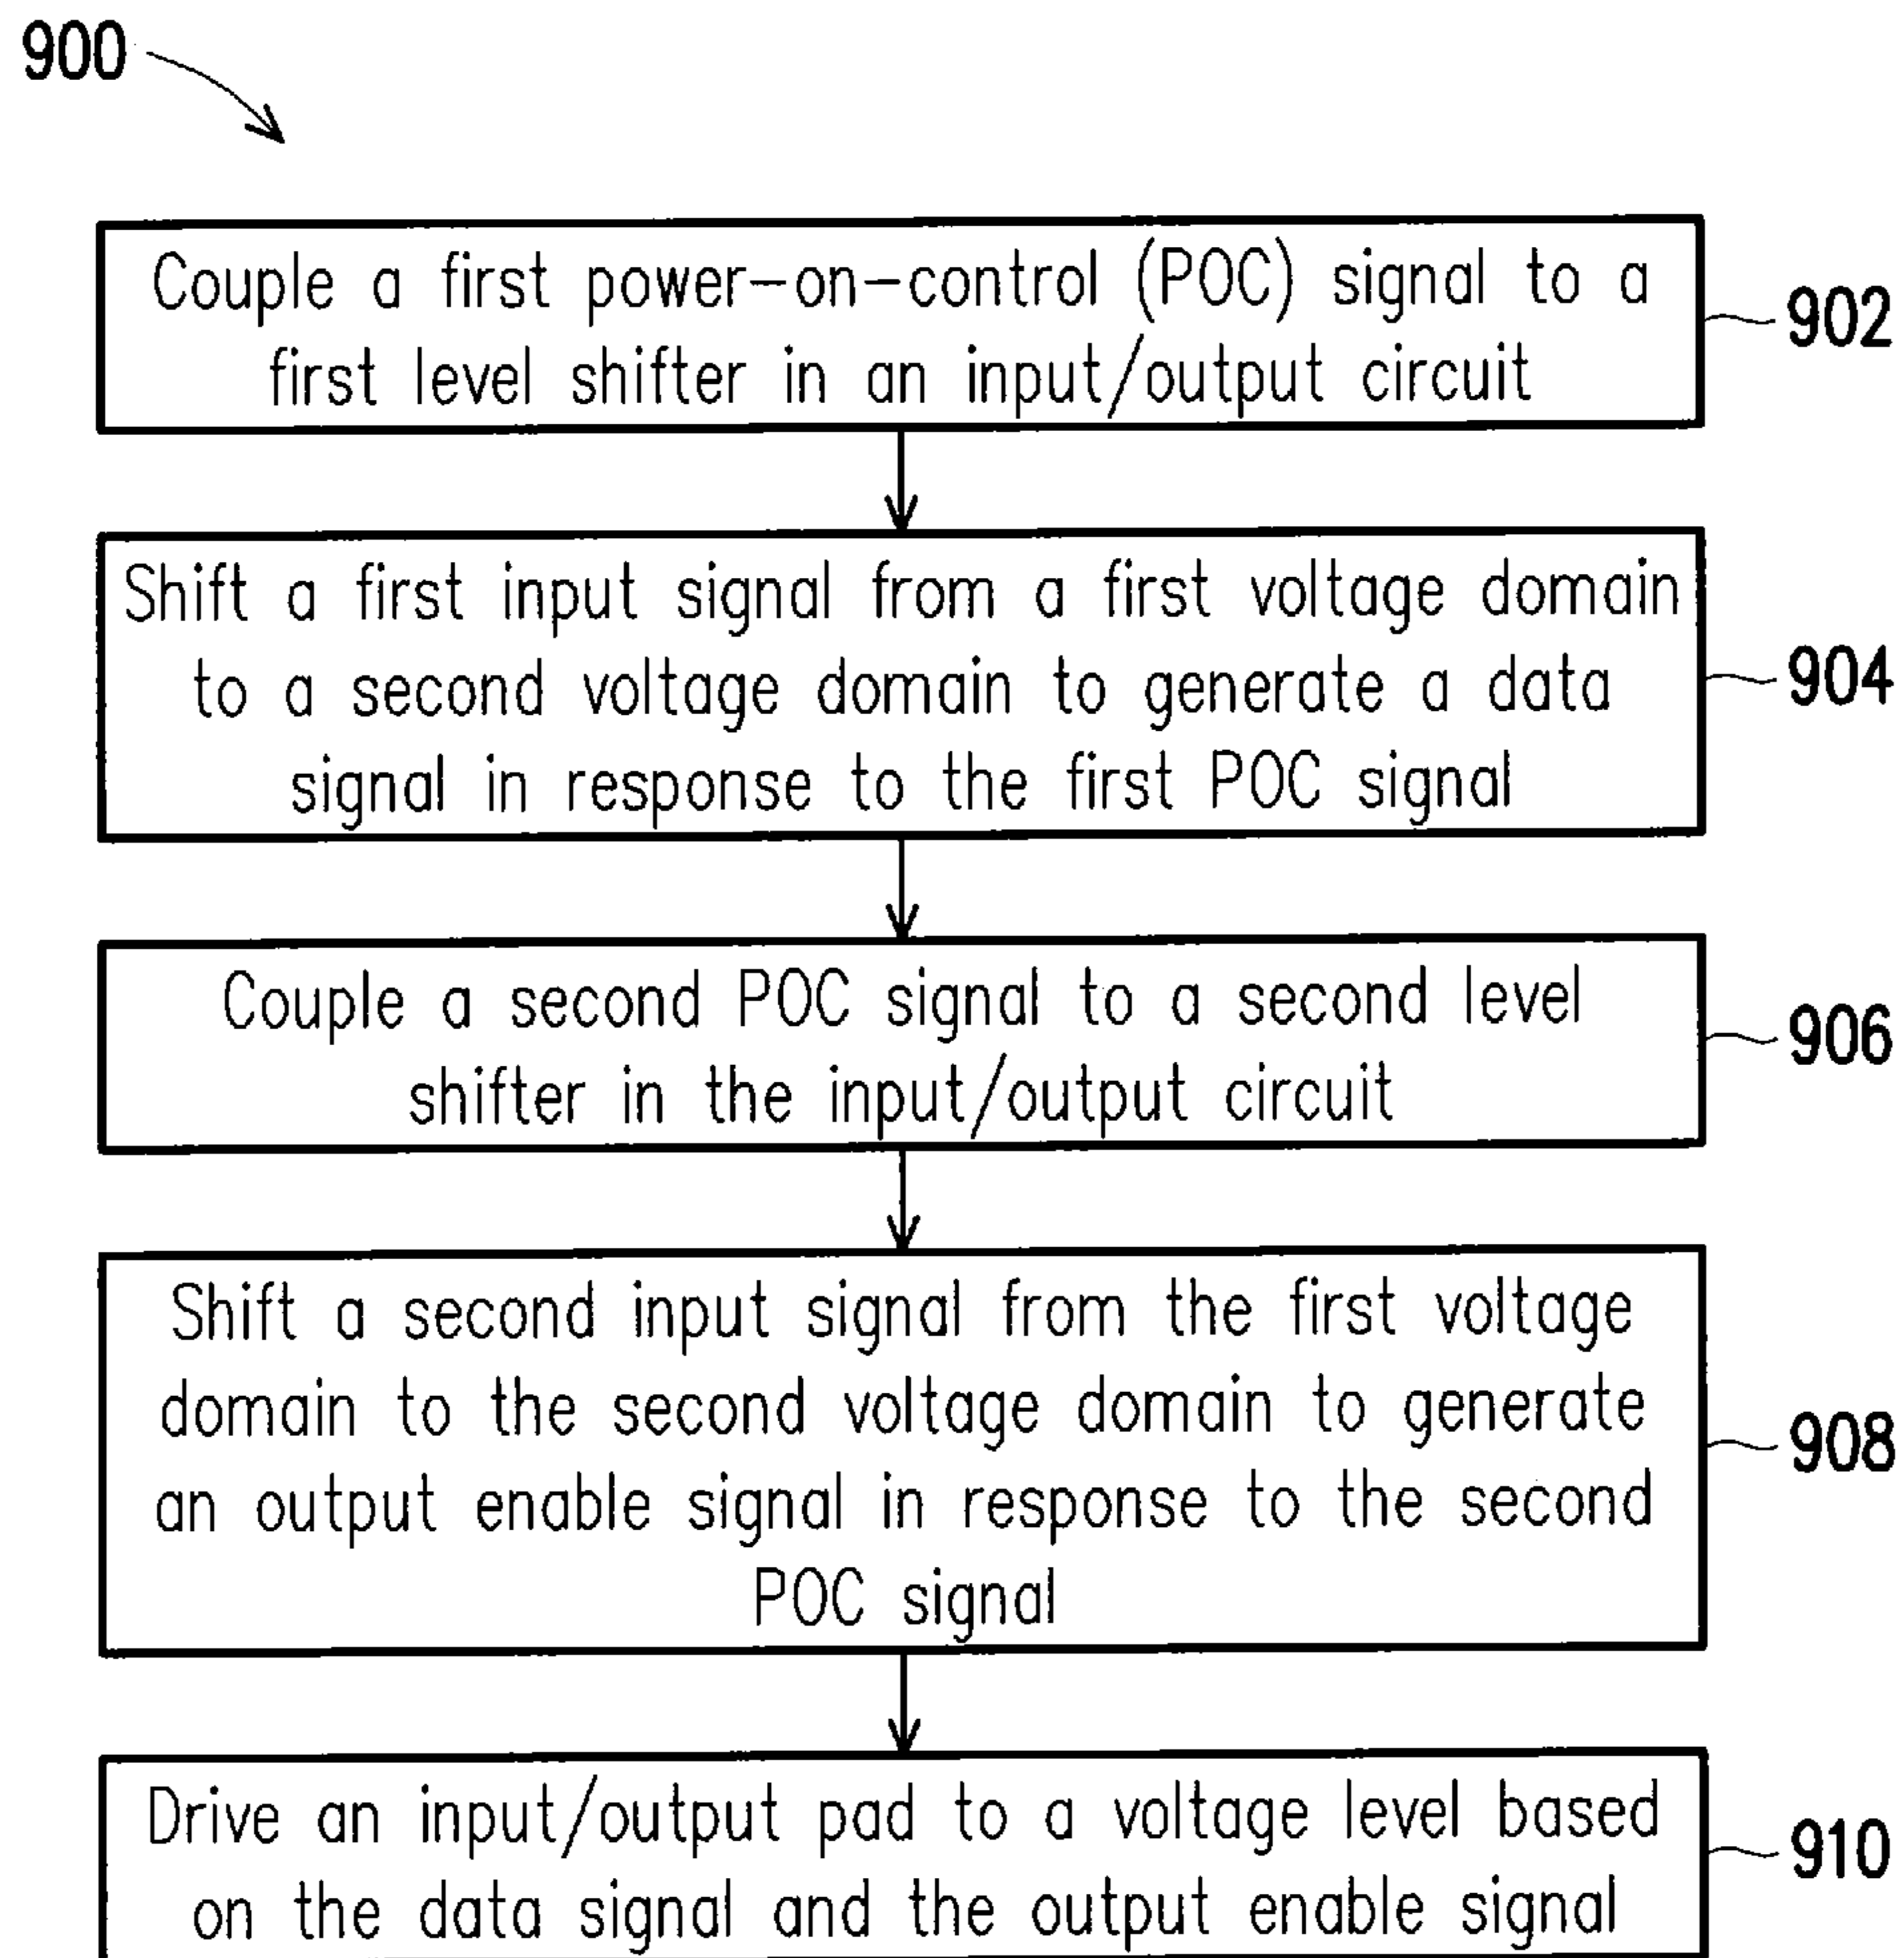 900
Couple a first power-on-control (POC) signal to a
first level shifter in an input/output circuit
902
Shift a first input signal from a first voltage domain
to a second voltage domain to generate a data
signal in response to the first POC signal
904
Couple a second POC signal to a second level
shifter in the input/output circuit
906
Shift a second input signal from the first voltage
domain to the second voltage domain to generate
an output enable signal in response to the second
POC signal
908
Drive an input/output pad to a voltage level based
on the data signal and the output enable signal
910